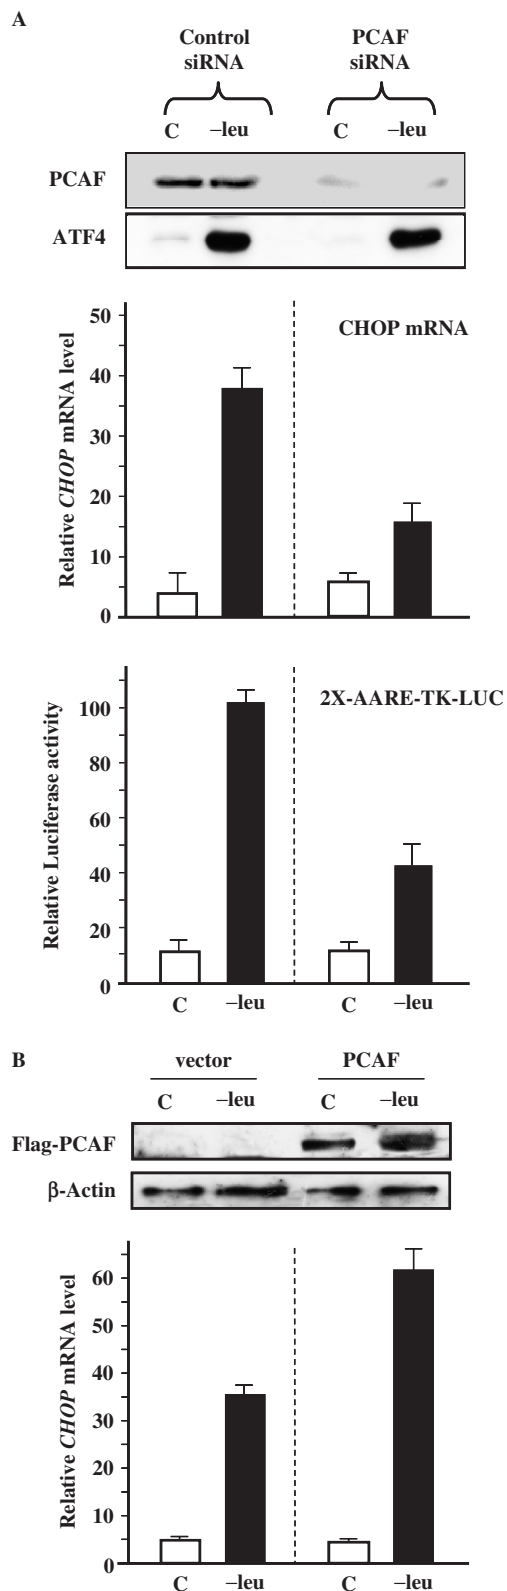 A
Control PCAF
siRNA siRNA
C –leu C –leu
PCAF
ATF4
50
40
30
20
10
0
Relative CHOP mRNA level
CHOP mRNA
100
80
60
40
20
0
Relative Luciferase activity
2X-AARE-TK-LUC
C –leu C –leu
B
vector PCAF
C –leu C –leu
Flag-PCAF
β-Actin
60
50
40
30
20
10
0
Relative CHOP mRNA level
C –leu C –leu